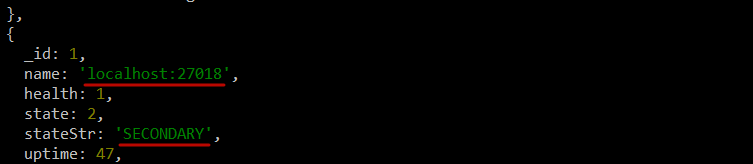 },
{
_id: 1,
name: 'localhost:27018',
health: 1,
state: 2,
stateStr: 'SECONDARY',
uptime: 47,